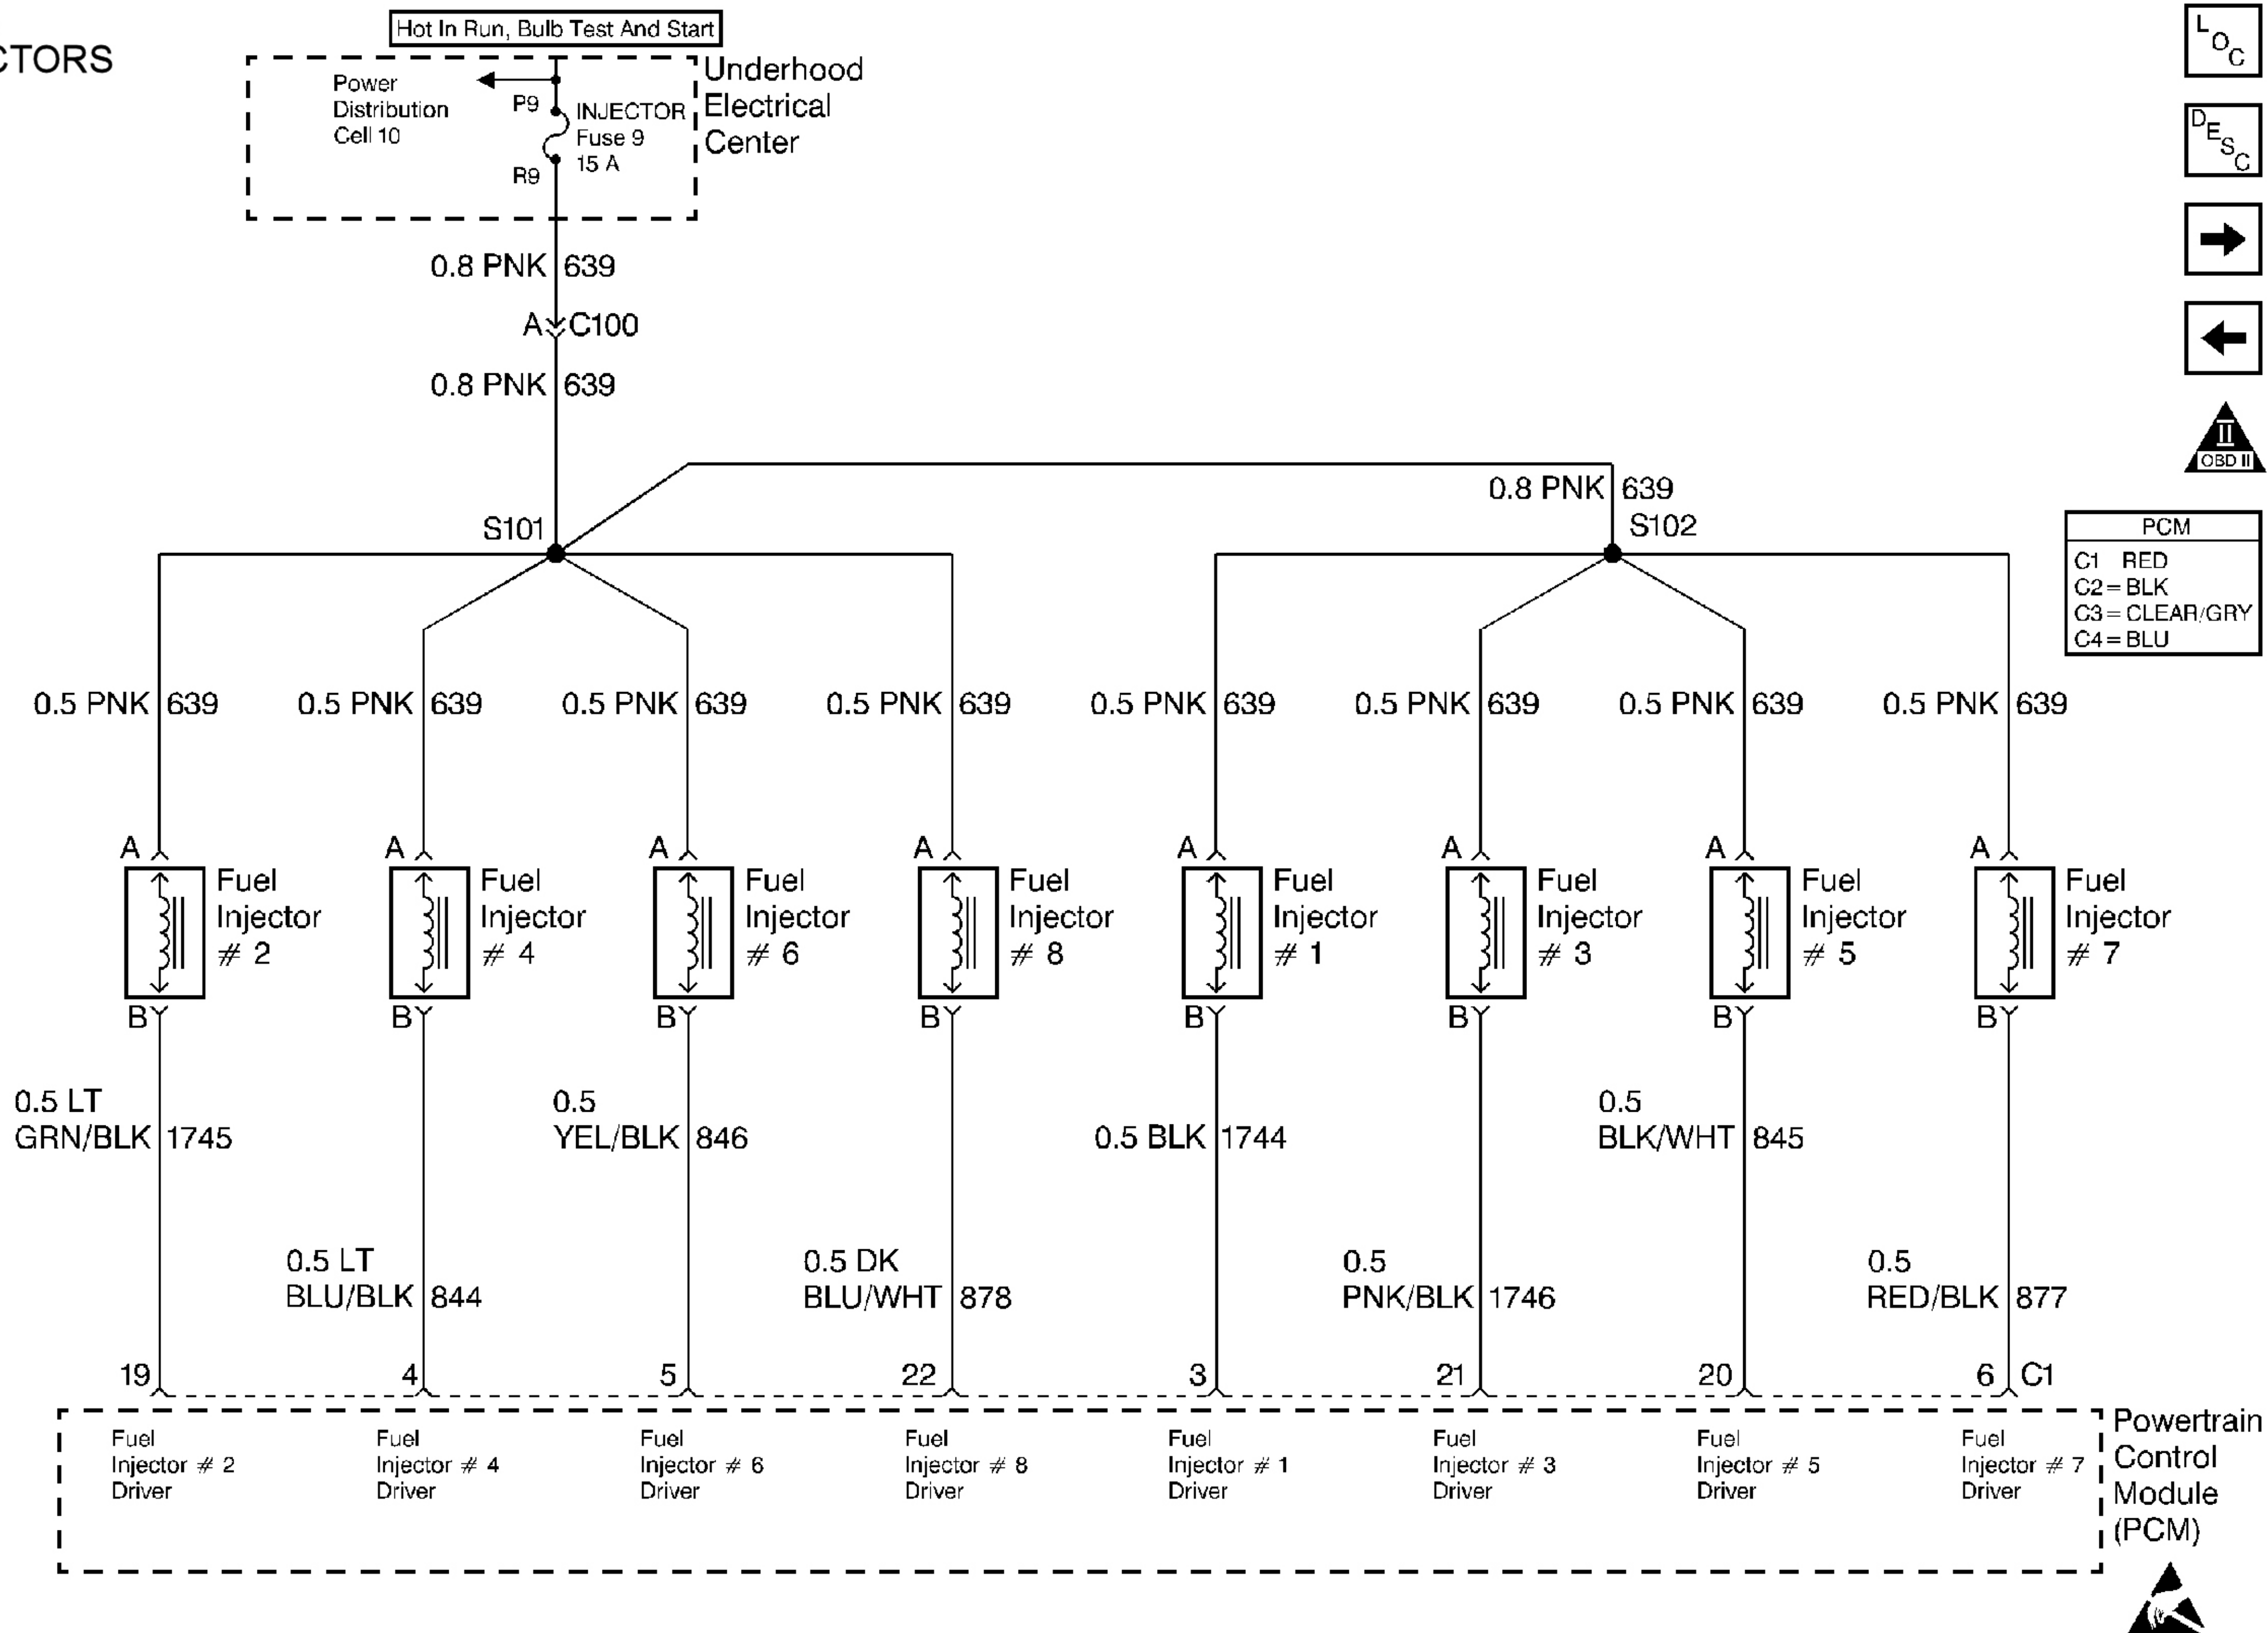 CTORS
Hot In Run, Bulb Test And Start
Power
Distribution
Cell 10
P9
R9
INJECTOR
Fuse 9
15 A
Underhood
Electrical
Center
LOC
DESC
0.8 PNK 639
A C100
0.8 PNK 639
II
OBD II
0.8 PNK 639
S101
S102
PCM
C1 RED
C2 = BLK
C3 = CLEAR/GRY
C4 = BLU
0.5 PNK 639
0.5 PNK 639
0.5 PNK 639
0.5 PNK 639
0.5 PNK 639
0.5 PNK 639
0.5 PNK 639
0.5 PNK 639
A
Fuel
Injector
# 2
B
A
Fuel
Injector
# 4
B
A
Fuel
Injector
# 6
B
A
Fuel
Injector
# 8
B
A
Fuel
Injector
# 1
B
A
Fuel
Injector
# 3
B
A
Fuel
Injector
# 5
B
A
Fuel
Injector
# 7
B
0.5 LT
GRN/BLK 1745
0.5 LT
BLU/BLK 844
0.5
YEL/BLK 846
0.5 DK
BLU/WHT 878
0.5 BLK 1744
0.5
PNK/BLK 1746
0.5
BLK/WHT 845
0.5
RED/BLK 877
19
4
5
22
3
21
20
6 C1
Fuel
Injector # 2
Driver
Fuel
Injector # 4
Driver
Fuel
Injector # 6
Driver
Fuel
Injector # 8
Driver
Fuel
Injector # 1
Driver
Fuel
Injector # 3
Driver
Fuel
Injector # 5
Driver
Fuel
Injector # 7
Driver
Powertrain
Control
Module
(PCM)